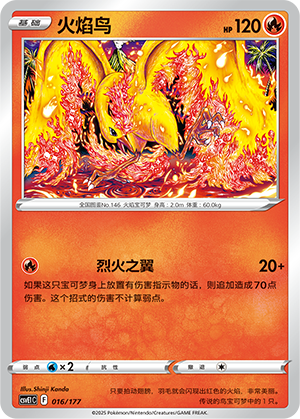 基础 火焰鸟 HP 120
全国图鉴No.146 火焰宝可梦 身高：2.0m 体重：60.0kg
烈火之翼 20+
如果这只宝可梦身上放置有伤害指示物的话，则追加造成70点
伤害。这个招式的伤害不计算弱点。
弱点 ×2 抵抗力 撤退
Illus.Shinji Kanda
F 016/177
只要拍动翅膀，羽毛就会闪现出红色的火焰，非常美丽。
传说的鸟宝可梦中的1只。
©2025 Pokémon/Nintendo/Creatures/GAME FREAK.